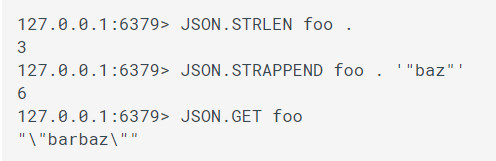 127.0.0.1:6379> JSON.STRLEN foo .
3
127.0.0.1:6379> JSON.STRAPPEND foo . '"baz"'
6
127.0.0.1:6379> JSON.GET foo
"\"barbaz\""